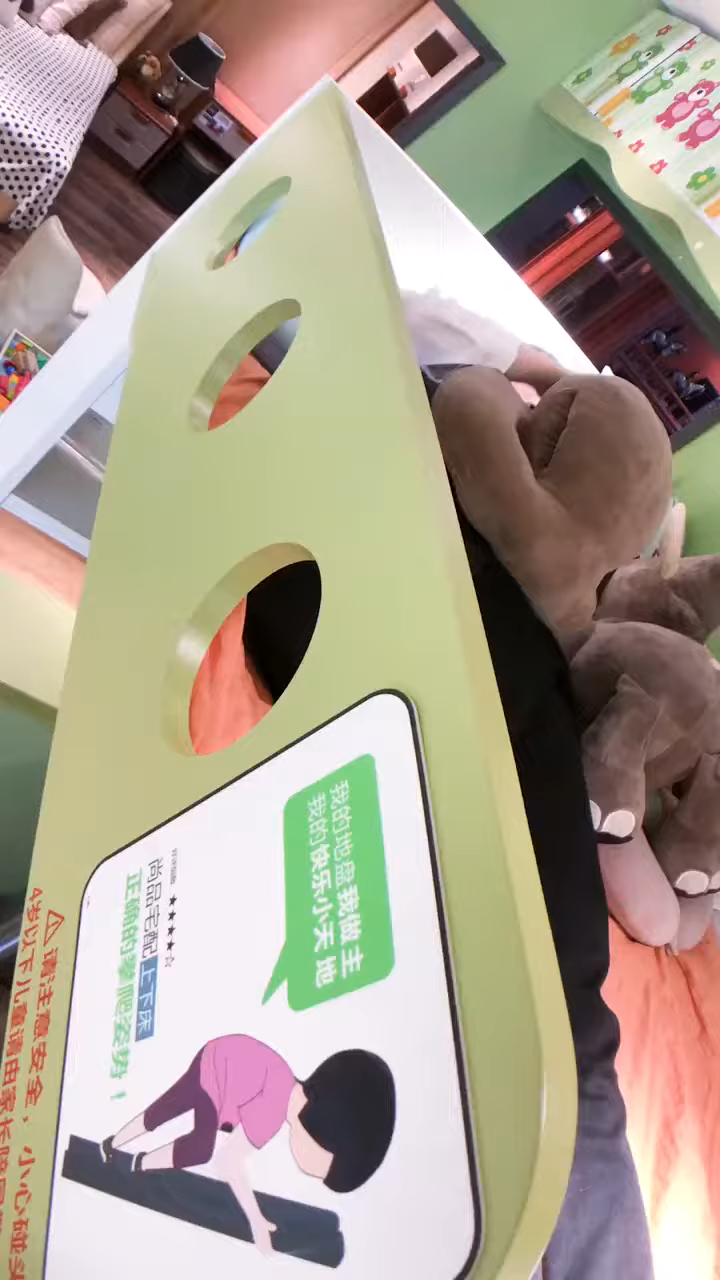 我的地盘我做主
我的快乐小天地
★★★★☆
尚品宅配上下床
正确的攀爬姿势！
⚠请注意安全，小心碰头
4岁以下儿童请由家长陪同